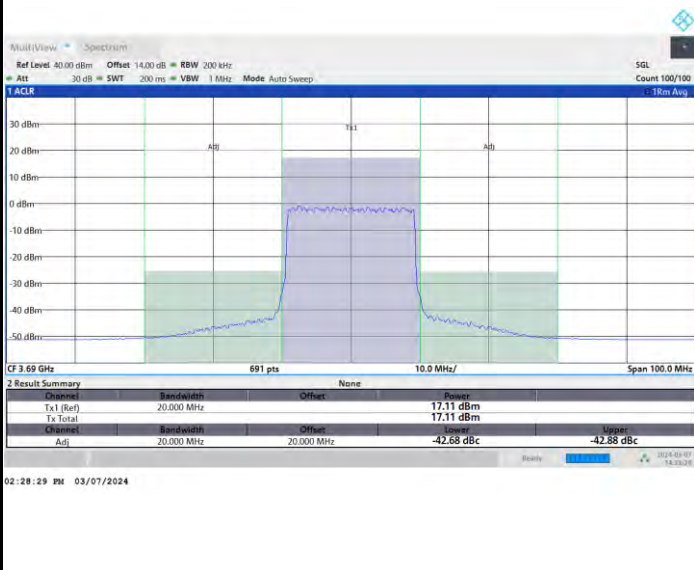 MultiView Spectrum
Ref Level 40.00 dBm Offset 14.00 dB RBW 200 kHz SGL
Att 30 dB SWT 200 ms VBW 1 MHz Mode Auto Sweep Count 100/100
1 ACLR 1Rm Avg
30 dBm
Tx1
20 dBm
Adj Adj
10 dBm
0 dBm
-10 dBm
-20 dBm
-30 dBm
-40 dBm
-50 dBm
CF 3.69 GHz 691 pts 10.0 MHz/ Span 100.0 MHz
2 Result Summary None
Channel Bandwidth Offset Power
Tx1 (Ref) 20.000 MHz 17.11 dBm
Tx Total 17.11 dBm
Channel Bandwidth Offset Lower Upper
Adj 20.000 MHz 20.000 MHz -42.68 dBc -42.88 dBc
Ready
02:28:29 PM 03/07/2024